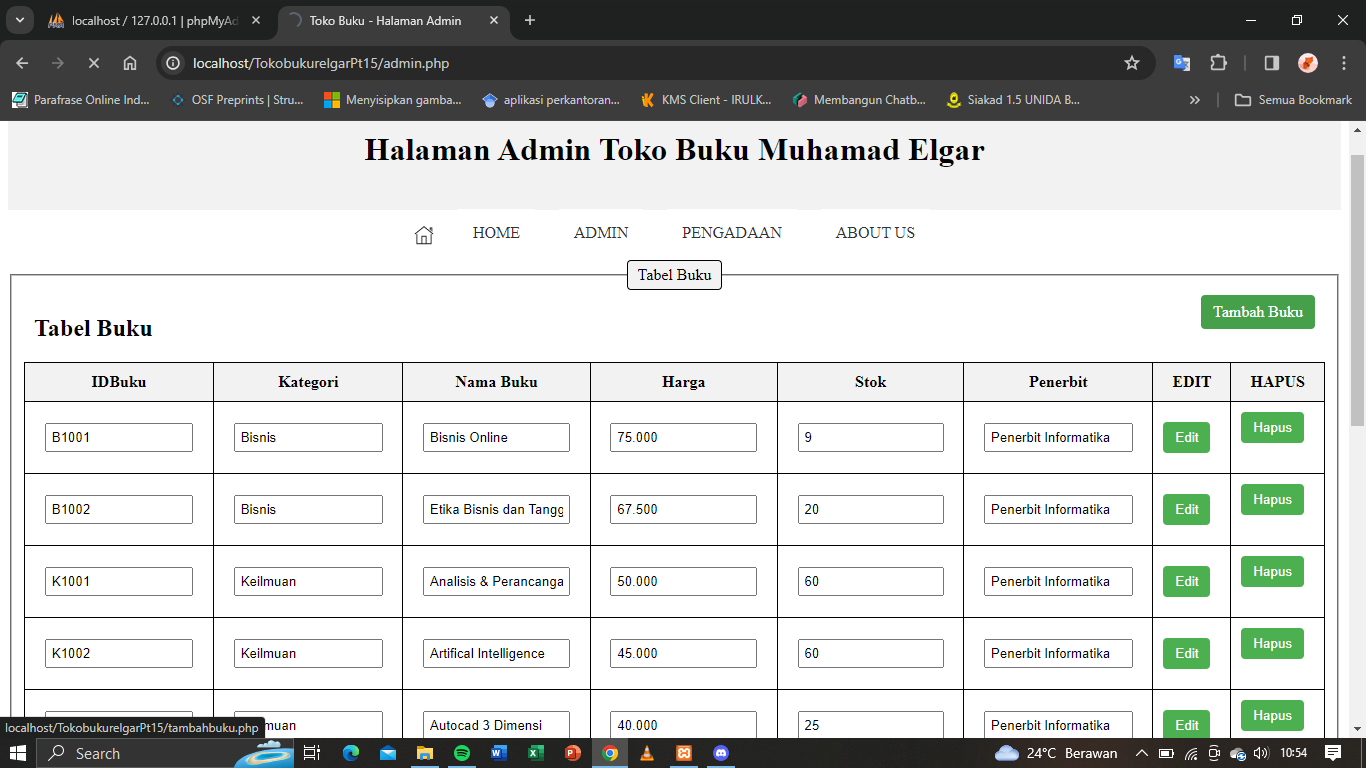 localhost / 127.0.0.1 | phpMyAd
Toko Buku - Halaman Admin
localhost/TokobukurelgarPt15/admin.php
Parafrase Online Ind...
OSF Preprints | Stru...
Menyisipkan gamba...
aplikasi perkantoran...
KMS Client - IRULK...
Membangun Chatb...
Siakad 1.5 UNIDA B...
Semua Bookmark
Halaman Admin Toko Buku Muhamad Elgar
HOME ADMIN PENGADAAN ABOUT US
Tabel Buku
Tambah Buku
Tabel Buku
IDBuku Kategori Nama Buku Harga Stok Penerbit EDIT HAPUS
B1001 Bisnis Bisnis Online 75.000 9 Penerbit Informatika Edit Hapus
B1002 Bisnis Etika Bisnis dan Tangg 67.500 20 Penerbit Informatika Edit Hapus
K1001 Keilmuan Analisis & Perancanga 50.000 60 Penerbit Informatika Edit Hapus
K1002 Keilmuan Artifical Intelligence 45.000 60 Penerbit Informatika Edit Hapus
muan Autocad 3 Dimensi 40.000 25 Penerbit Informatika Edit Hapus
localhost/TokobukurelgarPt15/tambahbuku.php
Search
24°C Berawan
10:54